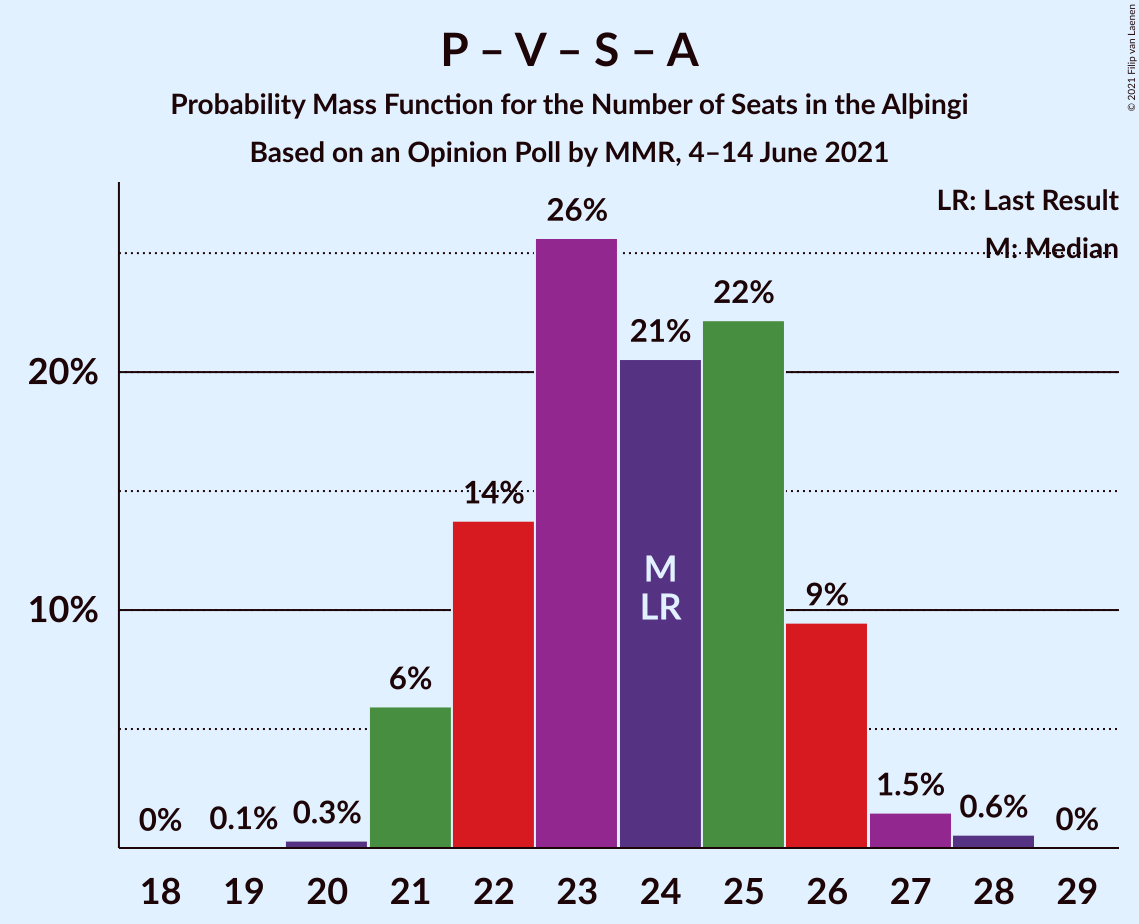 P – V – S – A
Probability Mass Function for the Number of Seats in the Alþingi
Based on an Opinion Poll by MMR, 4–14 June 2021
© 2021 Filip van Laenen
LR: Last Result
M: Median
20%
10%
0%
0.1%
0.3%
6%
14%
26%
21%
22%
9%
1.5%
0.6%
0%
M
LR
18 19 20 21 22 23 24 25 26 27 28 29